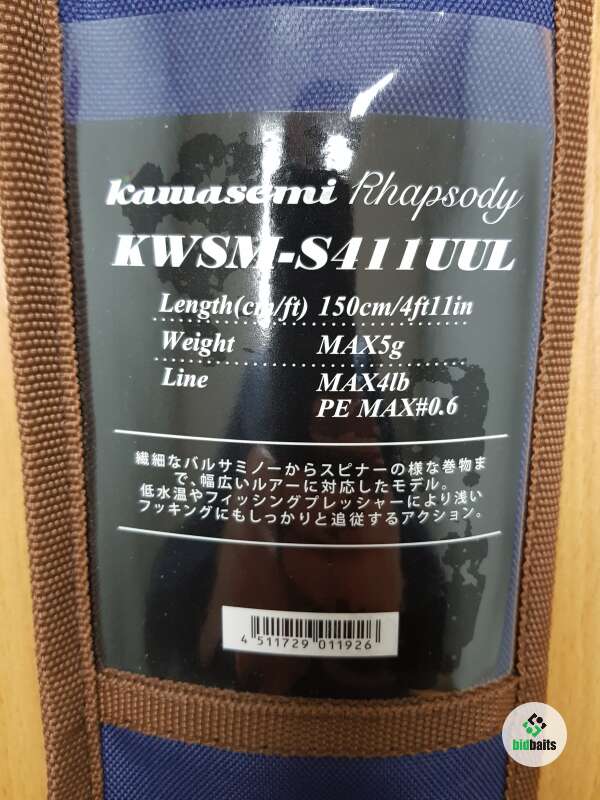 kawasemi Rhapsody
KWSM-S411UUL
Length(cm/ft) 150cm/4ft11in
Weight MAX5g
Line MAX4lb
PE MAX#0.6
繊細なバルサミノーからスピナーの様な巻物ま
で、幅広いルアーに対応したモデル。
低水温やフィッシングプレッシャーにより浅い
フッキングにもしっかりと追従するアクション。
4 511729 011926
bidbaits